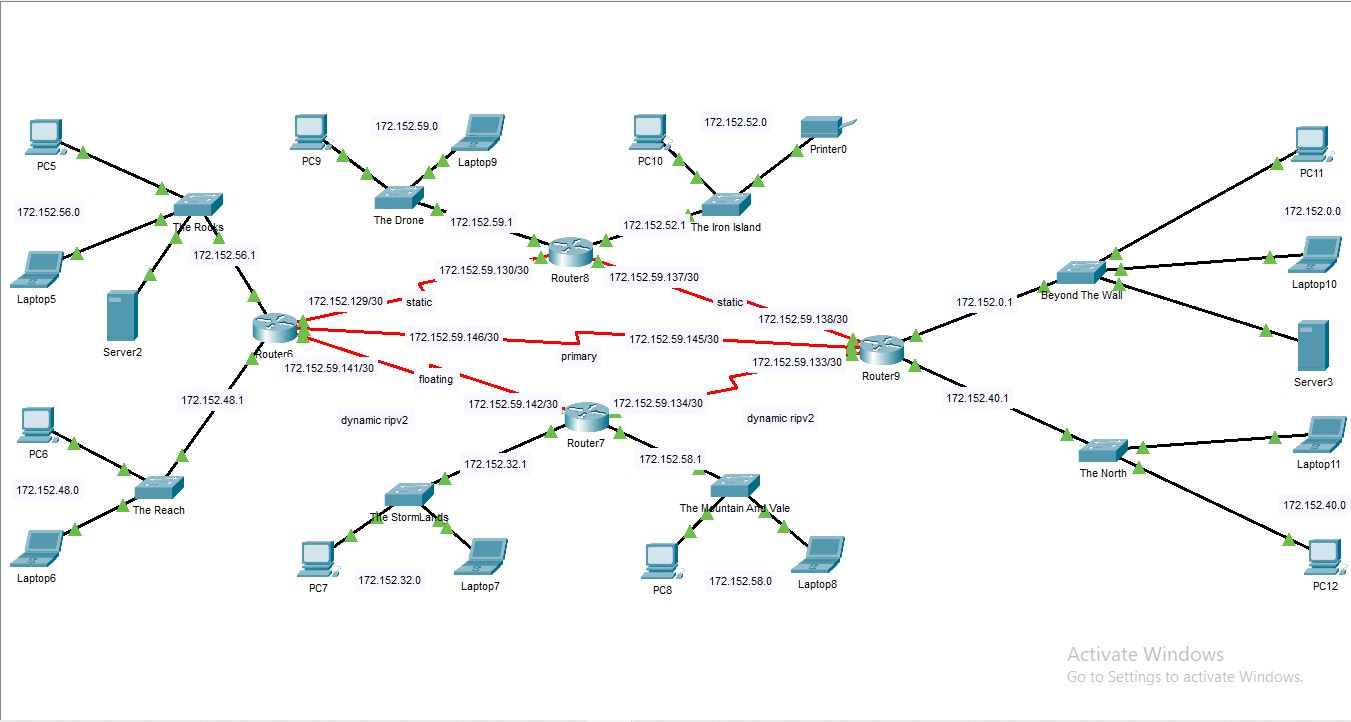 172.152.59.0
172.152.52.0
PC9
Laptop9
PC10
Printer0
PC5
PC11
172.152.56.0
The Rocks
The Drone
172.152.59.1
172.152.52.1
The Iron Island
172.152.0.0
172.152.56.1
Router8
Laptop5
172.152.59.130/30
172.152.59.137/30
Laptop10
Beyond The Wall
172.152.129/30
static
static
172.152.0.1
172.152.59.138/30
Server2
Router6
172.152.59.146/30
172.152.59.145/30
primary
172.152.59.133/30
Router9
Server3
172.152.59.141/30
floating
172.152.48.1
172.152.59.142/30
172.152.59.134/30
172.152.40.1
dynamic ripv2
dynamic ripv2
Router7
PC6
172.152.32.1
172.152.58.1
Laptop11
The North
172.152.48.0
The Reach
The StormLands
The Mountain And Vale
172.152.40.0
Laptop6
PC7
172.152.32.0
Laptop7
PC8
172.152.58.0
Laptop8
PC12
Activate Windows
Go to Settings to activate Windows.